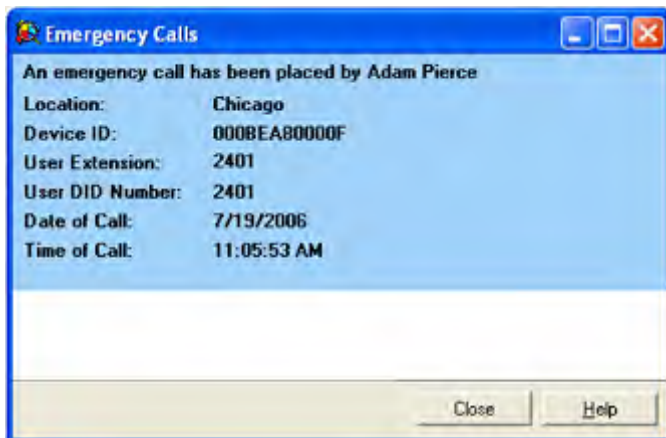 Emergency Calls
An emergency call has been placed by Adam Pierce
Location: Chicago
Device ID: 000BEA80000F
User Extension: 2401
User DID Number: 2401
Date of Call: 7/19/2006
Time of Call: 11:05:53 AM
Close Help